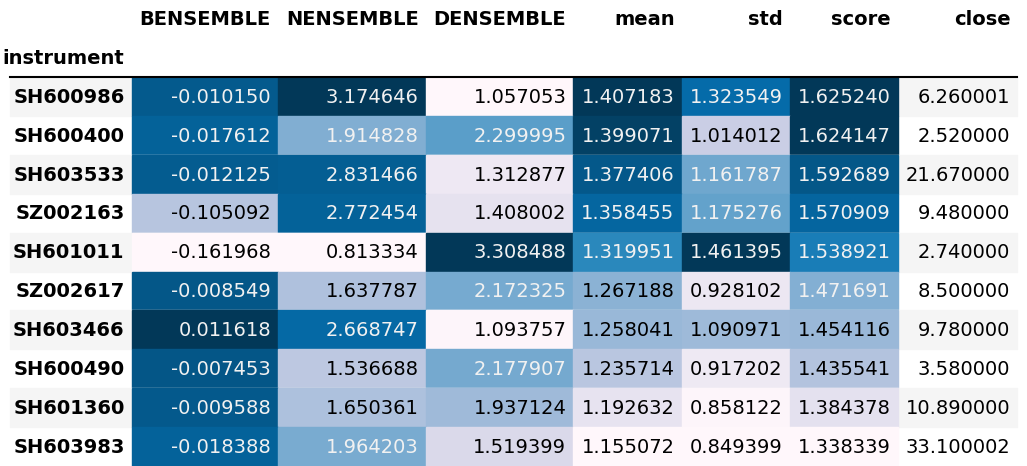 BENSEMBLE NENSEMBLE DENSEMBLE mean std score close
instrument
SH600986 -0.010150 3.174646 1.057053 1.407183 1.323549 1.625240 6.260001
SH600400 -0.017612 1.914828 2.299995 1.399071 1.014012 1.624147 2.520000
SH603533 -0.012125 2.831466 1.312877 1.377406 1.161787 1.592689 21.670000
SZ002163 -0.105092 2.772454 1.408002 1.358455 1.175276 1.570909 9.480000
SH601011 -0.161968 0.813334 3.308488 1.319951 1.461395 1.538921 2.740000
SZ002617 -0.008549 1.637787 2.172325 1.267188 0.928102 1.471691 8.500000
SH603466 0.011618 2.668747 1.093757 1.258041 1.090971 1.454116 9.780000
SH600490 -0.007453 1.536688 2.177907 1.235714 0.917202 1.435541 3.580000
SH601360 -0.009588 1.650361 1.937124 1.192632 0.858122 1.384378 10.890000
SH603983 -0.018388 1.964203 1.519399 1.155072 0.849399 1.338339 33.100002